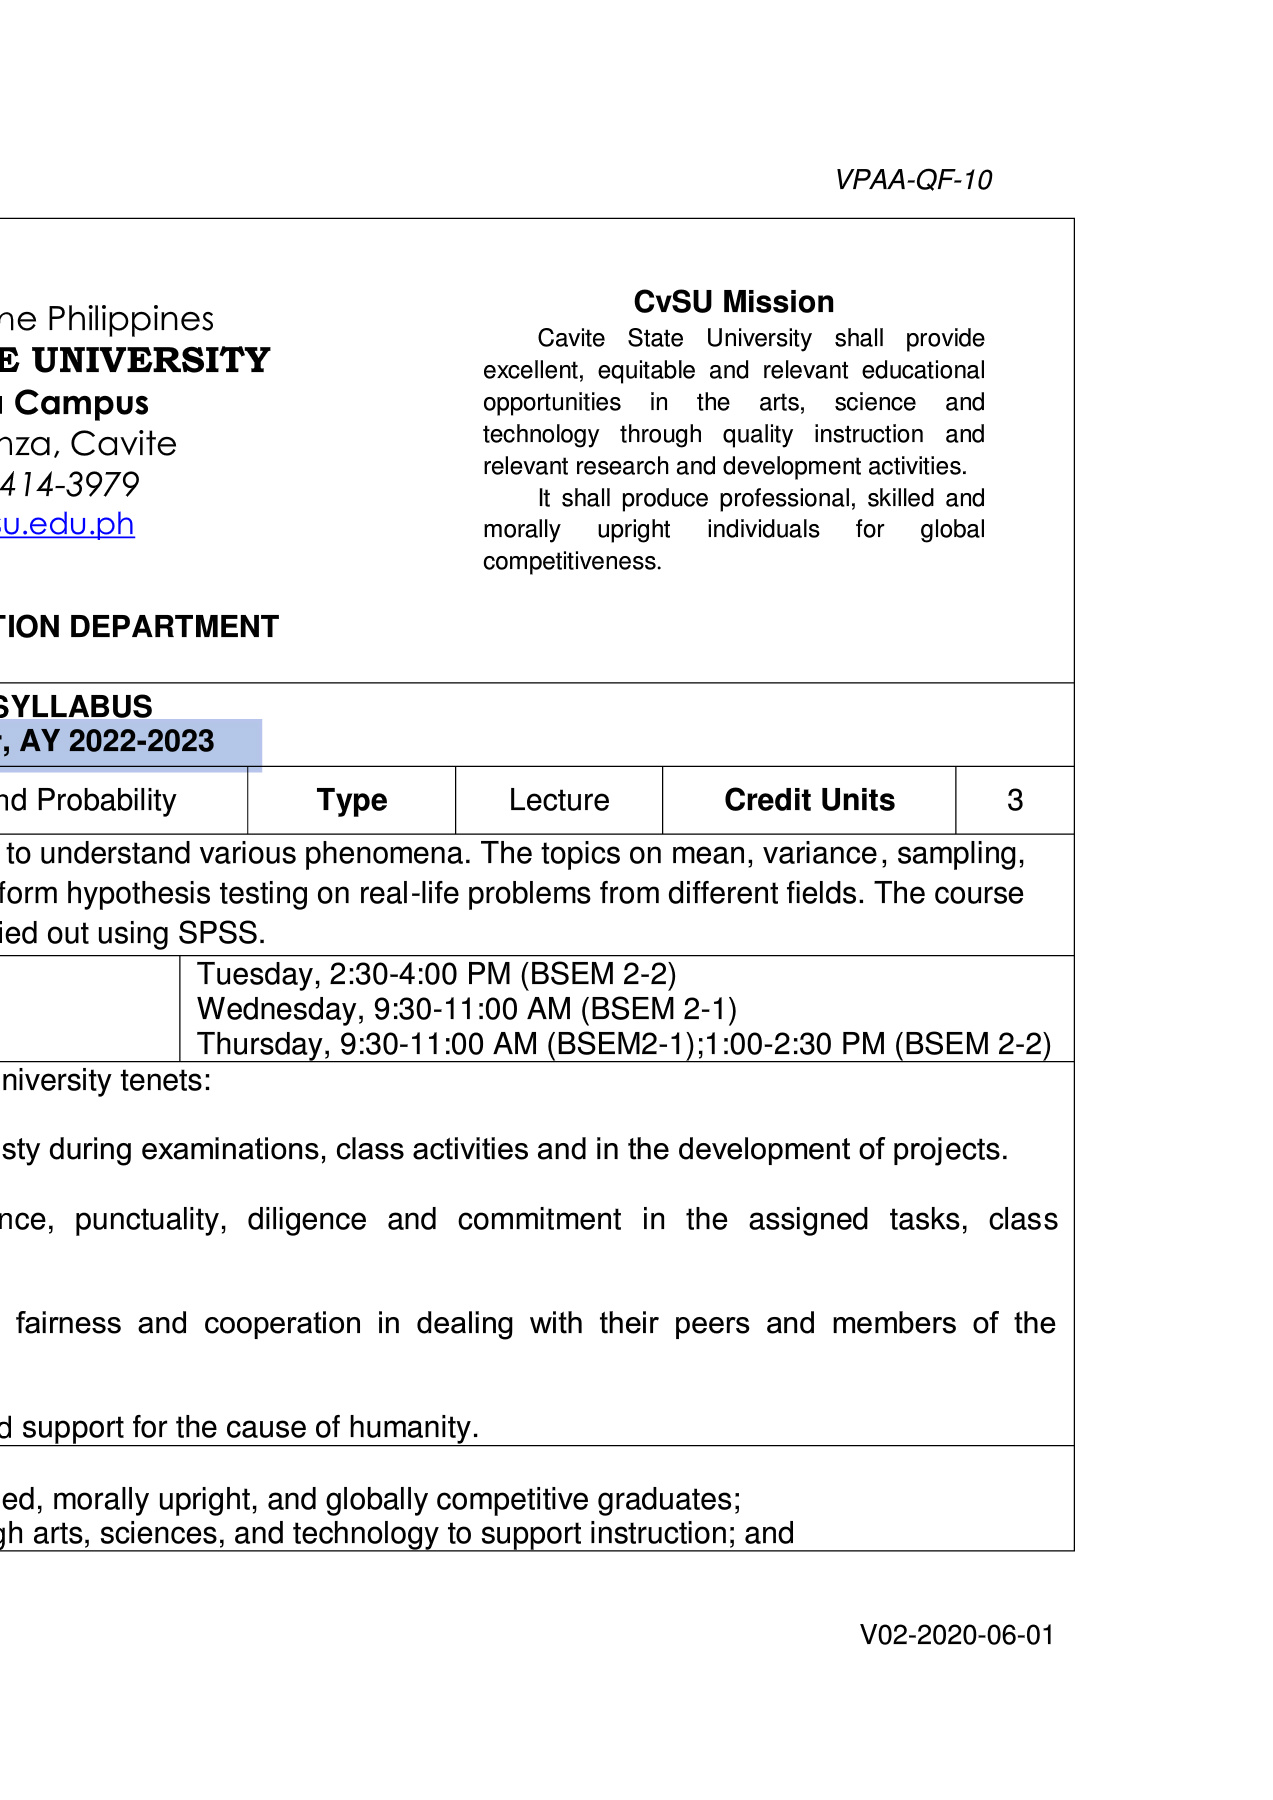 VPAA-QF-10
ne Philippines
E UNIVERSITY
Campus
nza, Cavite
414-3979
su.edu.ph
TION DEPARTMENT
CvSU Mission
Cavite State University shall provide
excellent, equitable and relevant educational
opportunities in the arts, science and
technology through quality instruction and
relevant research and development activities.
It shall produce professional, skilled and
morally upright individuals for global
competitiveness.
SYLLABUS
r, AY 2022-2023
nd Probability Type Lecture Credit Units 3
to understand various phenomena. The topics on mean, variance, sampling,
form hypothesis testing on real-life problems from different fields. The course
ied out using SPSS.
Tuesday, 2:30-4:00 PM (BSEM 2-2)
Wednesday, 9:30-11:00 AM (BSEM 2-1)
Thursday, 9:30-11:00 AM (BSEM2-1);1:00-2:30 PM (BSEM 2-2)
niversity tenets:
sty during examinations, class activities and in the development of projects.
nce, punctuality, diligence and commitment in the assigned tasks, class
fairness and cooperation in dealing with their peers and members of the
d support for the cause of humanity.
ed, morally upright, and globally competitive graduates;
gh arts, sciences, and technology to support instruction; and
V02-2020-06-01